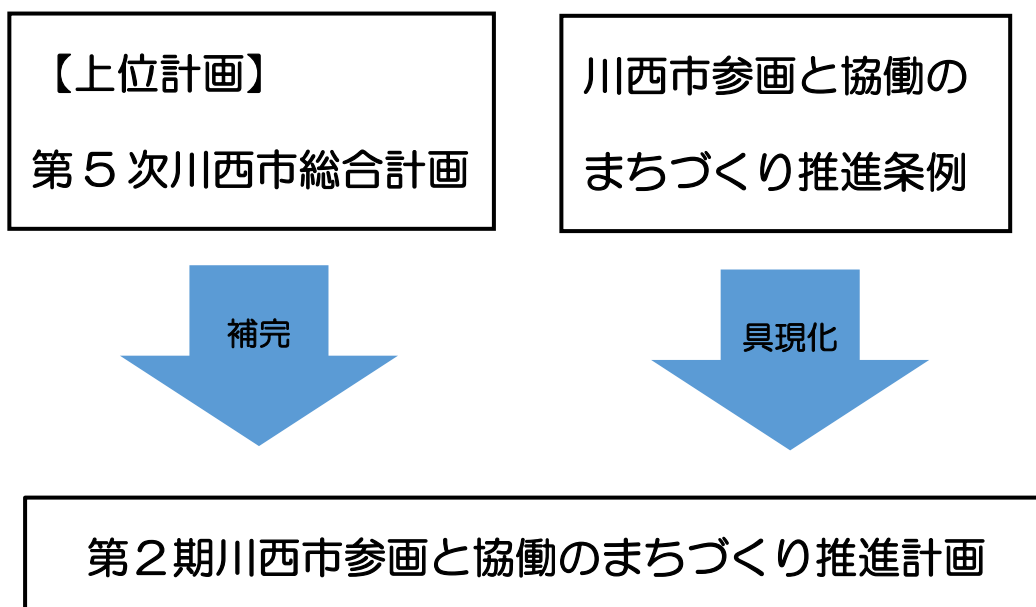 【上位計画】
第５次川西市総合計画
川西市参画と協働の
まちづくり推進条例
補完
具現化
第２期川西市参画と協働のまちづくり推進計画